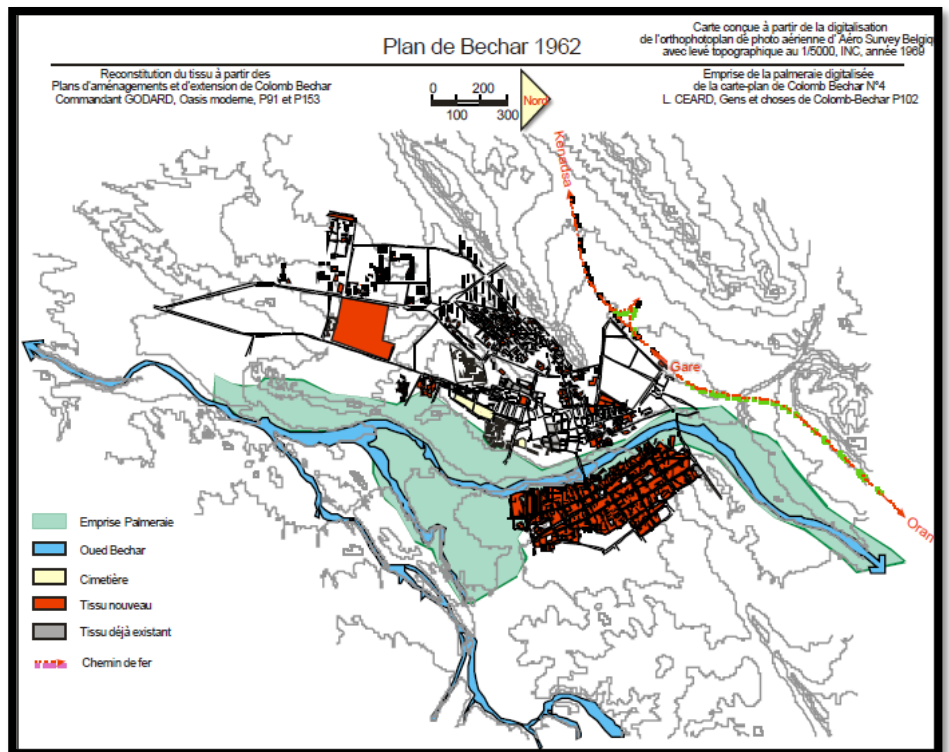 Plan de Bechar 1962
Carte conçue à partir de la digitalisation
de l'orthophotoplan de photo aérienne d' Aéro Survey Belgiq
avec levé topographique au 1/5000, INC, année 1969
Reconstitution du tissu à partir des
Plans d'aménagements et d'extension de Colomb Bechar
Commandant GODARD, Oasis moderne, P91 et P153
0 200
100 300
Nord
Emprise de la palmeraie digitalisée
de la carte-plan de Colomb Bechar N°4
L. CEARD, Gens et choses de Colomb-Bechar P102
Kenadsa
Gare
Oran
Emprise Palmeraie
Oued Bechar
Cimetière
Tissu nouveau
Tissu déjà existant
Chemin de fer